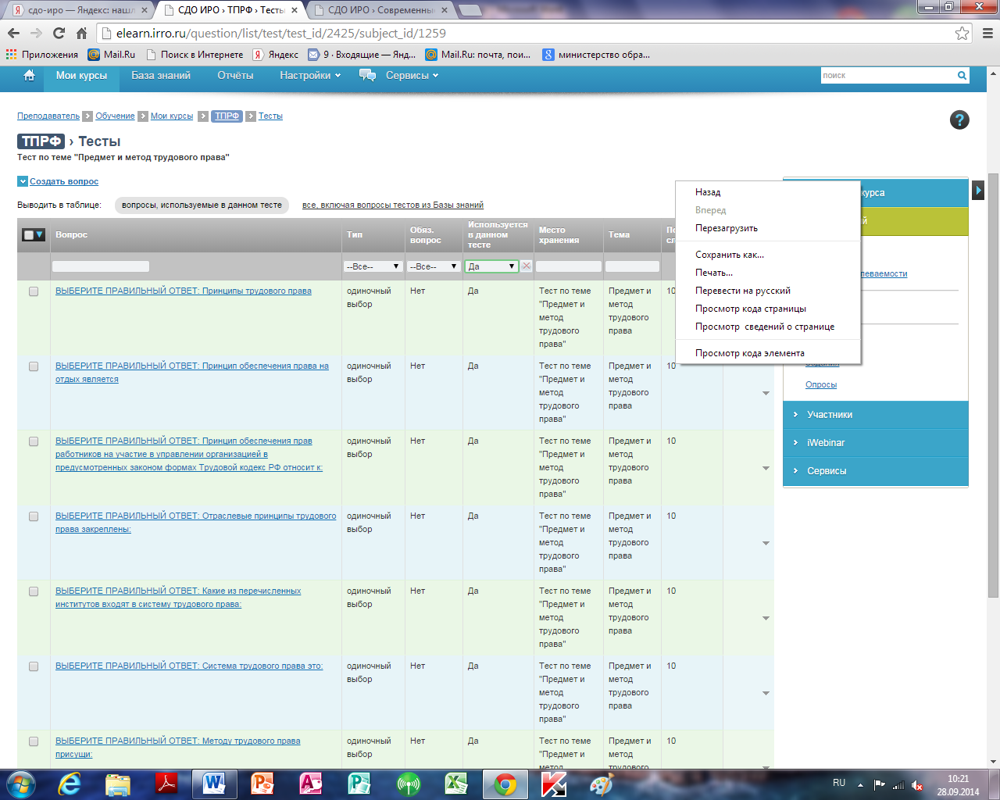 сдо-иро — Яндекс: нашл
СДО ИРО › ТПРФ › Тесты
СДО ИРО › Современны
elearn.irro.ru/question/list/test/test_id/2425/subject_id/1259
Приложения
Mail.Ru
Поиск в Интернете
Яндекс
9 · Входящие — Янд...
Mail.Ru: почта, пои...
министерство обра...
Мои курсы
База знаний
Отчёты
Настройки
Сервисы
поиск
Преподаватель
Обучение
Мои курсы
ТПРФ
Тесты
ТПРФ › Тесты
Тест по теме "Предмет и метод трудового права"
Создать вопрос
Выводить в таблице:
вопросы, используемые в данном тесте
все, включая вопросы тестов из Базы знаний
Вопрос
Тип
Обяз.
вопрос
Используется
в данном
тесте
Место
хранения
Тема
--Все--
--Все--
Да
ВЫБЕРИТЕ ПРАВИЛЬНЫЙ ОТВЕТ: Принципы трудового права
одиночный
выбор
Нет
Да
Тест по теме
"Предмет и
метод
трудового
права"
Предмет и
метод
трудового
права
10
ВЫБЕРИТЕ ПРАВИЛЬНЫЙ ОТВЕТ: Принцип обеспечения права на
отдых является
одиночный
выбор
Нет
Да
Тест по теме
"Предмет и
метод
трудового
права"
Предмет и
метод
трудового
права
10
ВЫБЕРИТЕ ПРАВИЛЬНЫЙ ОТВЕТ: Принцип обеспечения прав
работников на участие в управлении организацией в
предусмотренных законом формах Трудовой кодекс РФ относит к:
одиночный
выбор
Нет
Да
Тест по теме
"Предмет и
метод
трудового
права"
Предмет и
метод
трудового
права
10
ВЫБЕРИТЕ ПРАВИЛЬНЫЙ ОТВЕТ: Отраслевые принципы трудового
права закреплены:
одиночный
выбор
Нет
Да
Тест по теме
"Предмет и
метод
трудового
права"
Предмет и
метод
трудового
права
10
ВЫБЕРИТЕ ПРАВИЛЬНЫЙ ОТВЕТ: Какие из перечисленных
институтов входят в систему трудового права:
одиночный
выбор
Нет
Да
Тест по теме
"Предмет и
метод
трудового
права"
Предмет и
метод
трудового
права
10
ВЫБЕРИТЕ ПРАВИЛЬНЫЙ ОТВЕТ: Система трудового права это:
одиночный
выбор
Нет
Да
Тест по теме
"Предмет и
метод
трудового
права"
Предмет и
метод
трудового
права
10
ВЫБЕРИТЕ ПРАВИЛЬНЫЙ ОТВЕТ: Методу трудового права
присущи:
одиночный
выбор
Нет
Да
Тест по теме
"Предмет и
метод
Предмет и
метод
трудового
10
Назад
Вперед
Перезагрузить
Сохранить как...
Печать...
Перевести на русский
Просмотр кода страницы
Просмотр сведений о странице
Просмотр кода элемента
курса
певаемости
Опросы
Участники
iWebinar
Сервисы
RU
10:21
28.09.2014